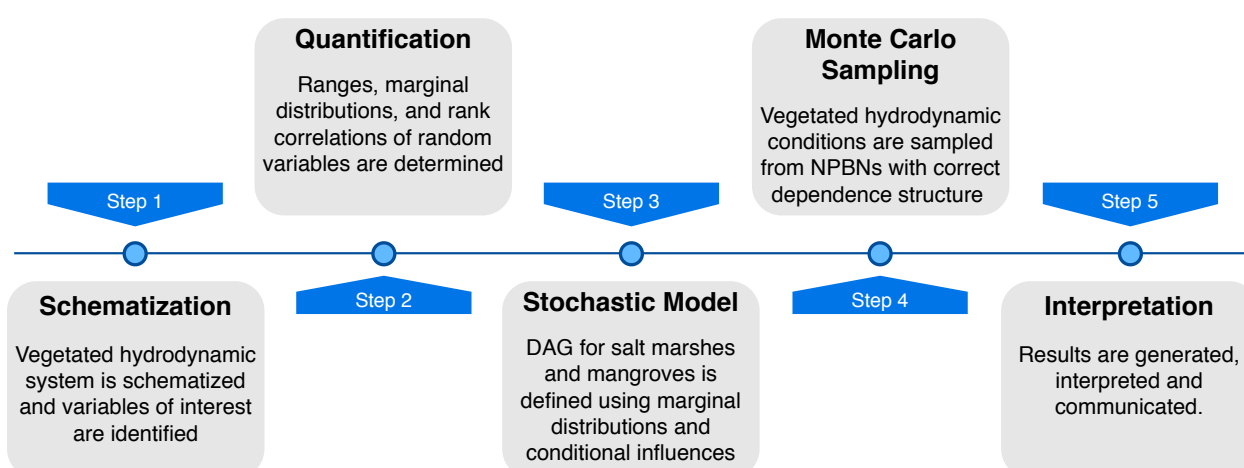 Quantification
Ranges, marginal
distributions, and rank
correlations of random
variables are determined
Monte Carlo
Sampling
Vegetated hydrodynamic
conditions are sampled
from NPBNs with correct
dependence structure
Step 1
Step 3
Step 5
Schematization
Vegetated hydrodynamic
system is schematized
and variables of interest
are identified
Step 2
Stochastic Model
DAG for salt marshes
and mangroves is
defined using marginal
distributions and
conditional influences
Step 4
Interpretation
Results are generated,
interpreted and
communicated.